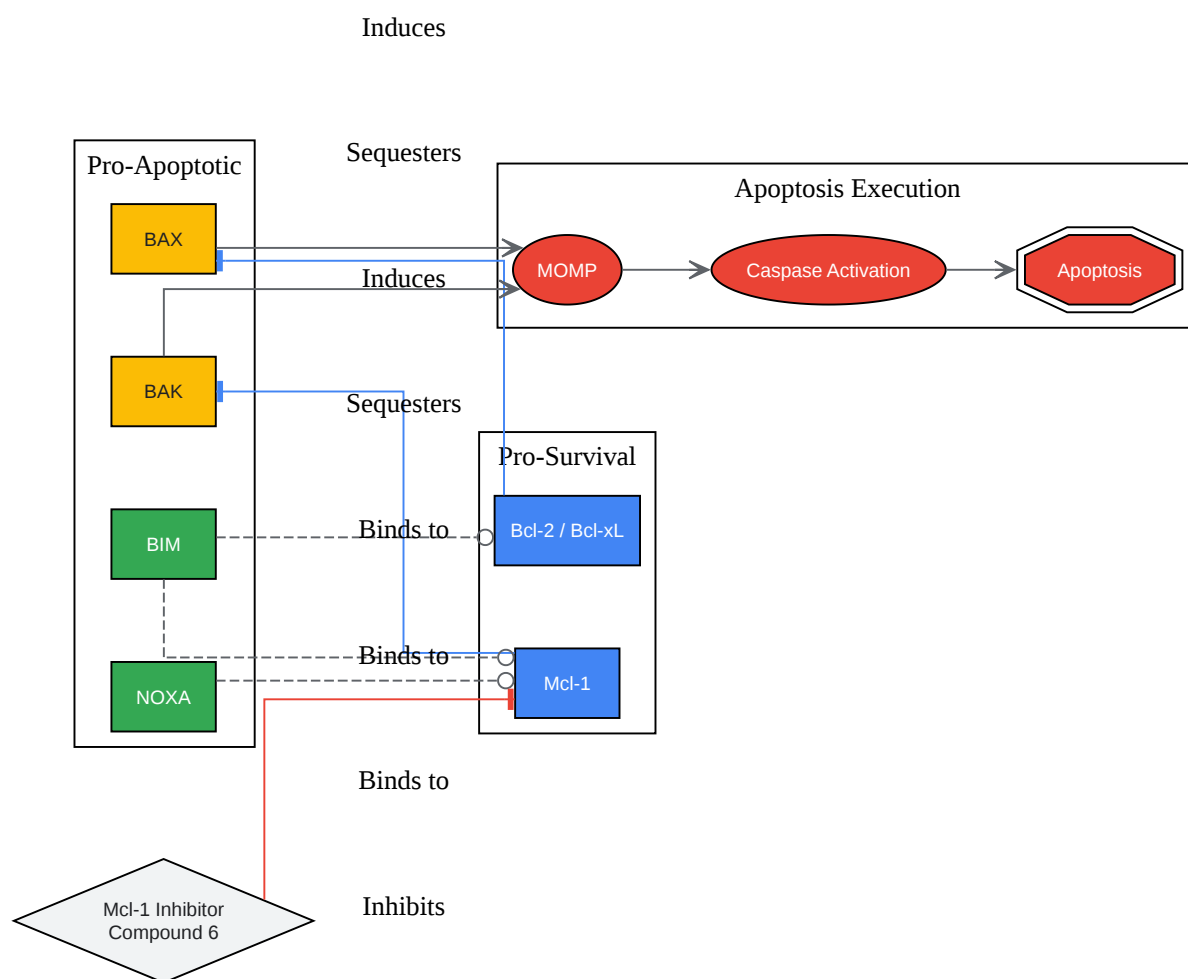 Induces
Sequesters
Pro-Apoptotic
Apoptosis Execution
BAX
MOMP
Caspase Activation
Apoptosis
Induces
BAK
Sequesters
Pro-Survival
BIM
Binds to
Bcl-2 / Bcl-xL
Binds to
NOXA
Mcl-1
Binds to
Mcl-1 Inhibitor
Compound 6
Inhibits